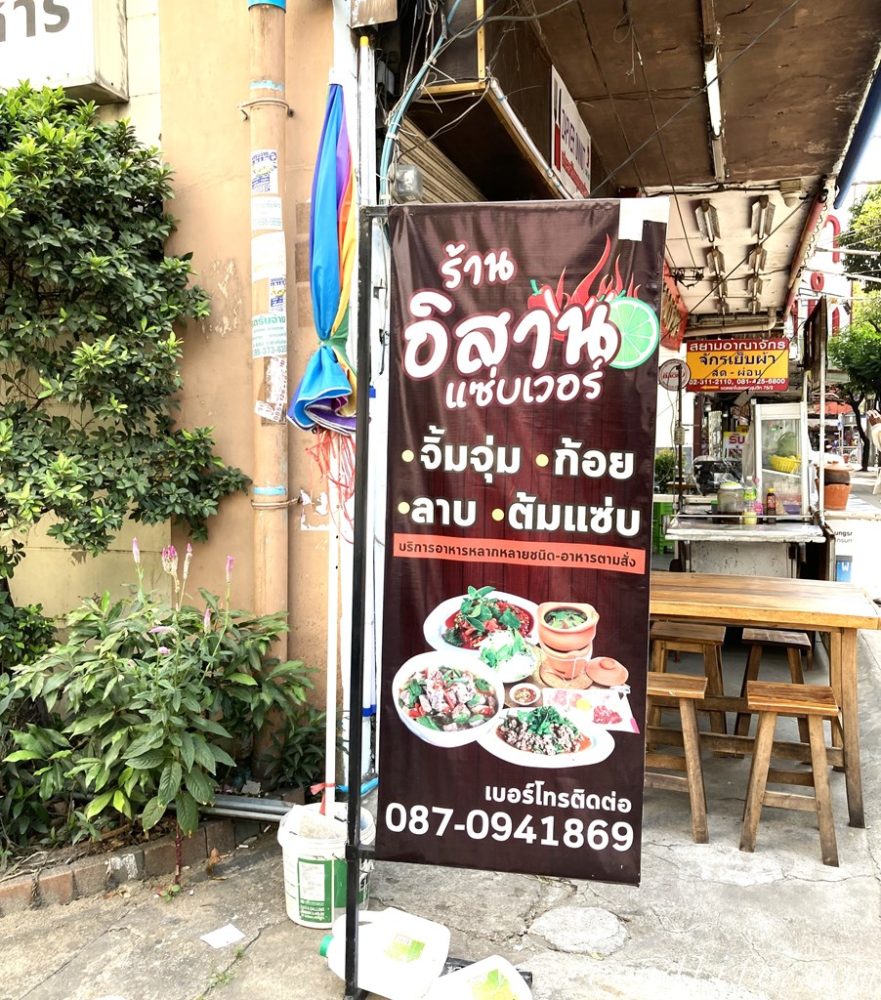 าร
ร้าน
อิสาน
แซ่บเวอร์
•จิ้มจุ่ม •ก้อย
•ลาบ •ต้มแซ่บ
บริการอาหารหลากหลายชนิด-อาหารตามสั่ง
เบอร์โทรติดต่อ
087-0941869
สยามอาณาจักร
จักรเย็บผ้า
สด - ผ่อน
02-311-2110, 081-425-6800